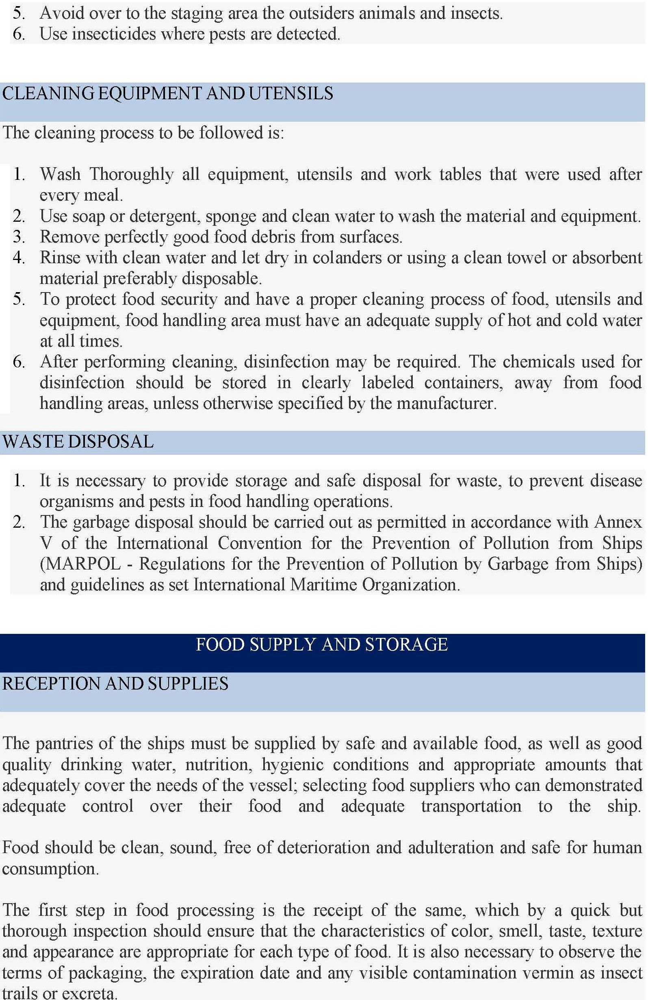 5. Avoid over to the staging area the outsiders animals and insects.
6. Use insecticides where pests are detected.
CLEANING EQUIPMENT AND UTENSILS
The cleaning process to be followed is:
1. Wash Thoroughly all equipment, utensils and work tables that were used after
every meal.
2. Use soap or detergent, sponge and clean water to wash the material and equipment.
3. Remove perfectly good food debris from surfaces.
4. Rinse with clean water and let dry in colanders or using a clean towel or absorbent
material preferably disposable.
5. To protect food security and have a proper cleaning process of food, utensils and
equipment, food handling area must have an adequate supply of hot and cold water
at all times.
6. After performing cleaning, disinfection may be required. The chemicals used for
disinfection should be stored in clearly labeled containers, away from food
handling areas, unless otherwise specified by the manufacturer.
WASTE DISPOSAL
1. It is necessary to provide storage and safe disposal for waste, to prevent disease
organisms and pests in food handling operations.
2. The garbage disposal should be carried out as permitted in accordance with Annex
V of the International Convention for the Prevention of Pollution from Ships
(MARPOL - Regulations for the Prevention of Pollution by Garbage from Ships)
and guidelines as set International Maritime Organization.
FOOD SUPPLY AND STORAGE
RECEPTION AND SUPPLIES
The pantries of the ships must be supplied by safe and available food, as well as good
quality drinking water, nutrition, hygienic conditions and appropriate amounts that
adequately cover the needs of the vessel; selecting food suppliers who can demonstrated
adequate control over their food and adequate transportation to the ship.
Food should be clean, sound, free of deterioration and adulteration and safe for human
consumption.
The first step in food processing is the receipt of the same, which by a quick but
thorough inspection should ensure that the characteristics of color, smell, taste, texture
and appearance are appropriate for each type of food. It is also necessary to observe the
terms of packaging, the expiration date and any visible contamination vermin as insect
trails or excreta.